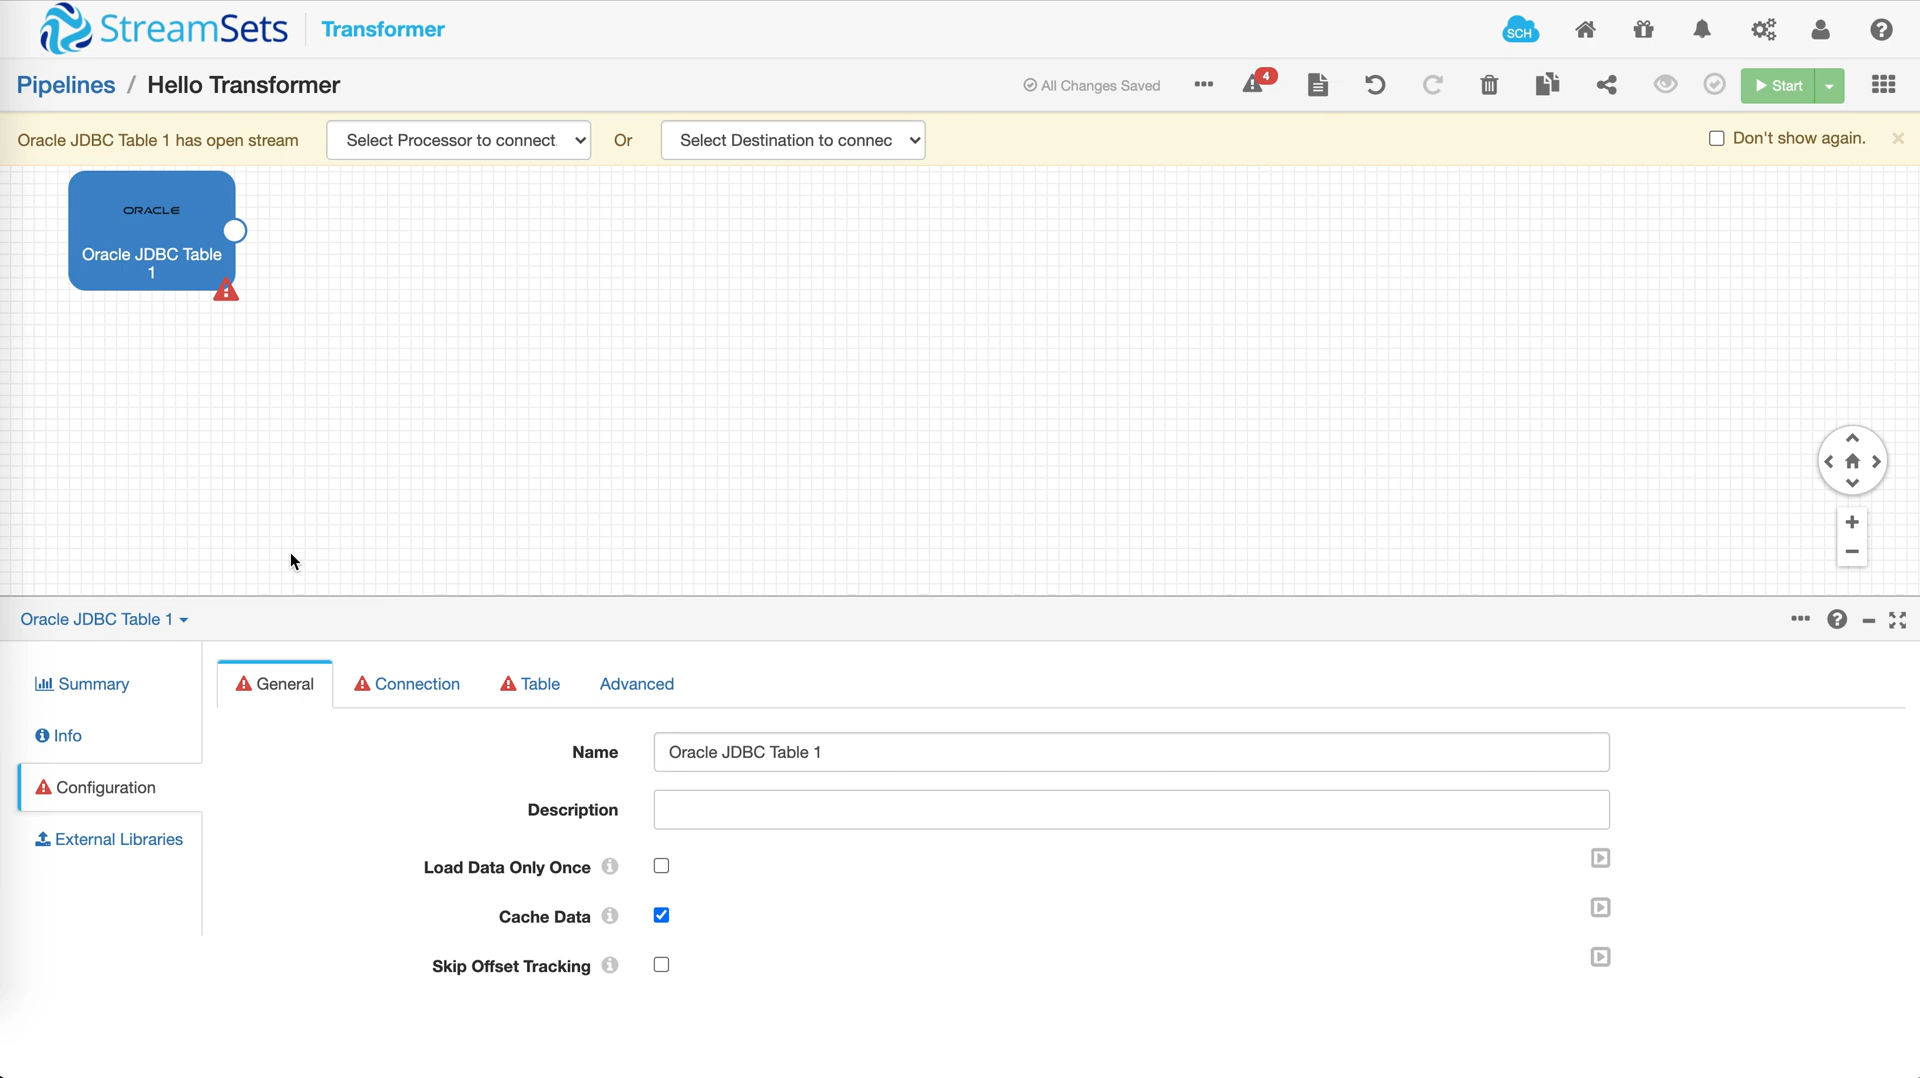 StreamSets Transformer
SCH
Pipelines / Hello Transformer
All Changes Saved
4
Start
Oracle JDBC Table 1 has open stream
Select Processor to connect
Or
Select Destination to connec
Don't show again.
ORACLE
Oracle JDBC Table
1
Oracle JDBC Table 1
Summary
Info
Configuration
External Libraries
General
Connection
Table
Advanced
Name
Oracle JDBC Table 1
Description
Load Data Only Once
Cache Data
Skip Offset Tracking